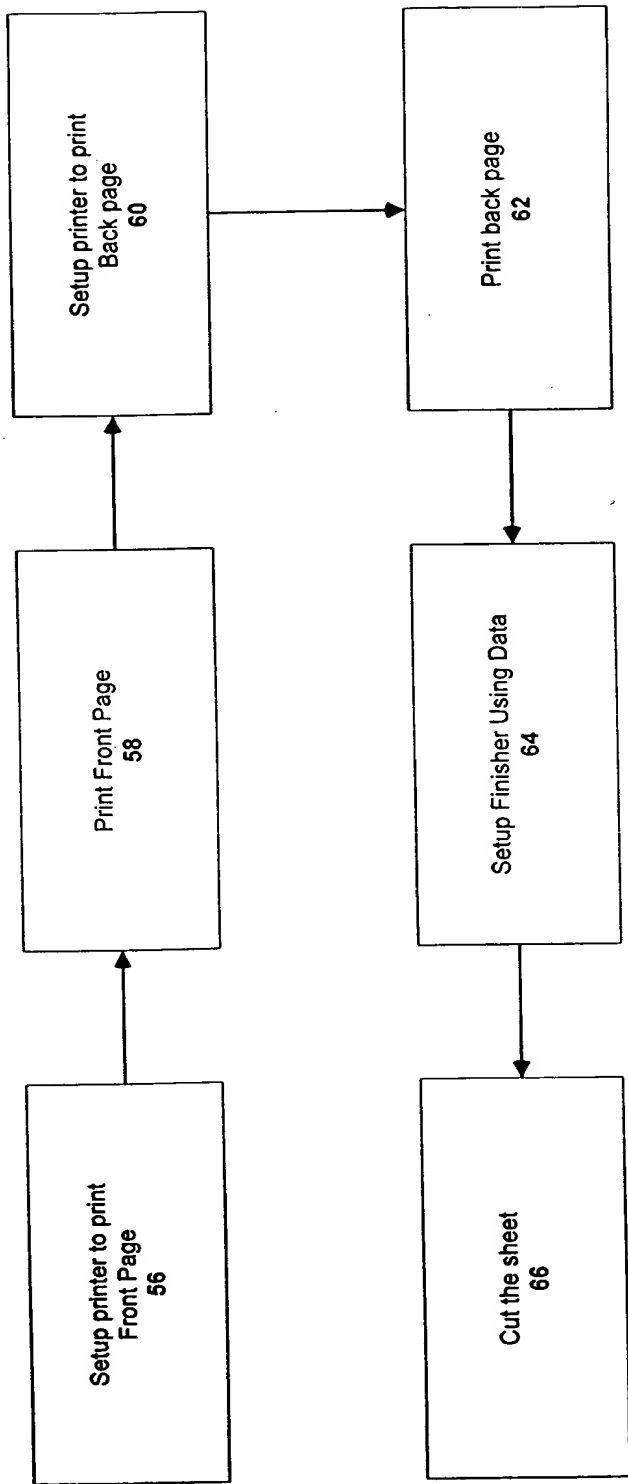 Setup printer to print
Front Page
56
Print Front Page
58
Setup printer to print
Back page
60
Print back page
62
Setup Finisher Using Data
64
Cut the sheet
66